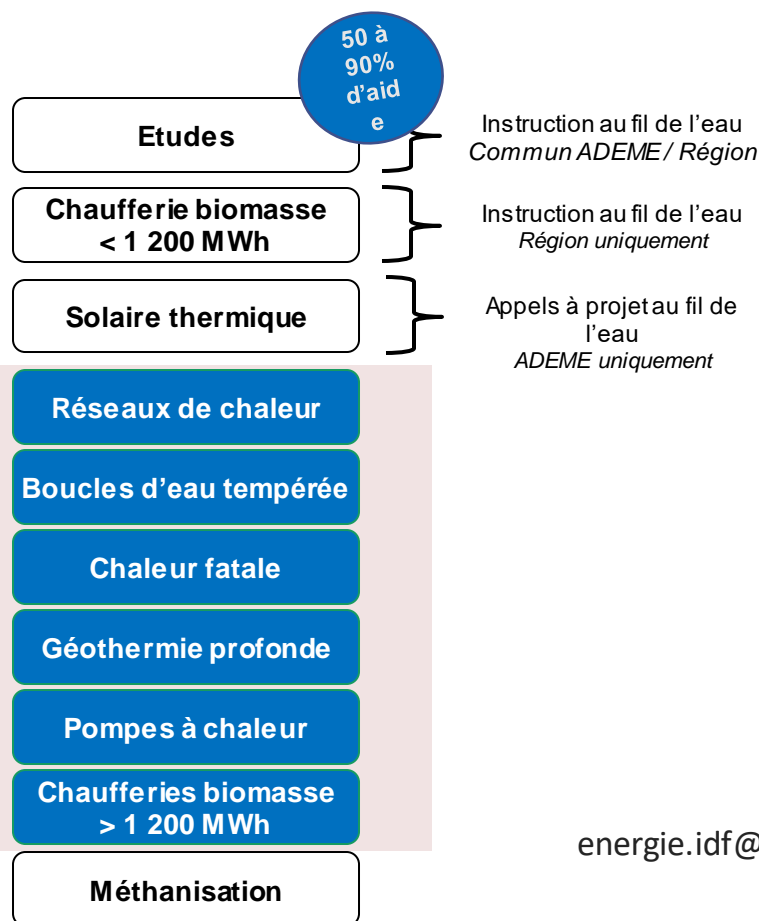 50 à
90%
d'aid
e
Etudes
Instruction au fil de l'eau
Commun ADEME / Région
Chaufferie biomasse
< 1 200 MWh
Instruction au fil de l'eau
Région uniquement
Solaire thermique
Appels à projet au fil de
l'eau
ADEME uniquement
Réseaux de chaleur
Boucles d'eau tempérée
Chaleur fatale
Géothermie profonde
Pompes à chaleur
Chaufferies biomasse
> 1 200 MWh
energie.idf@
Méthanisation